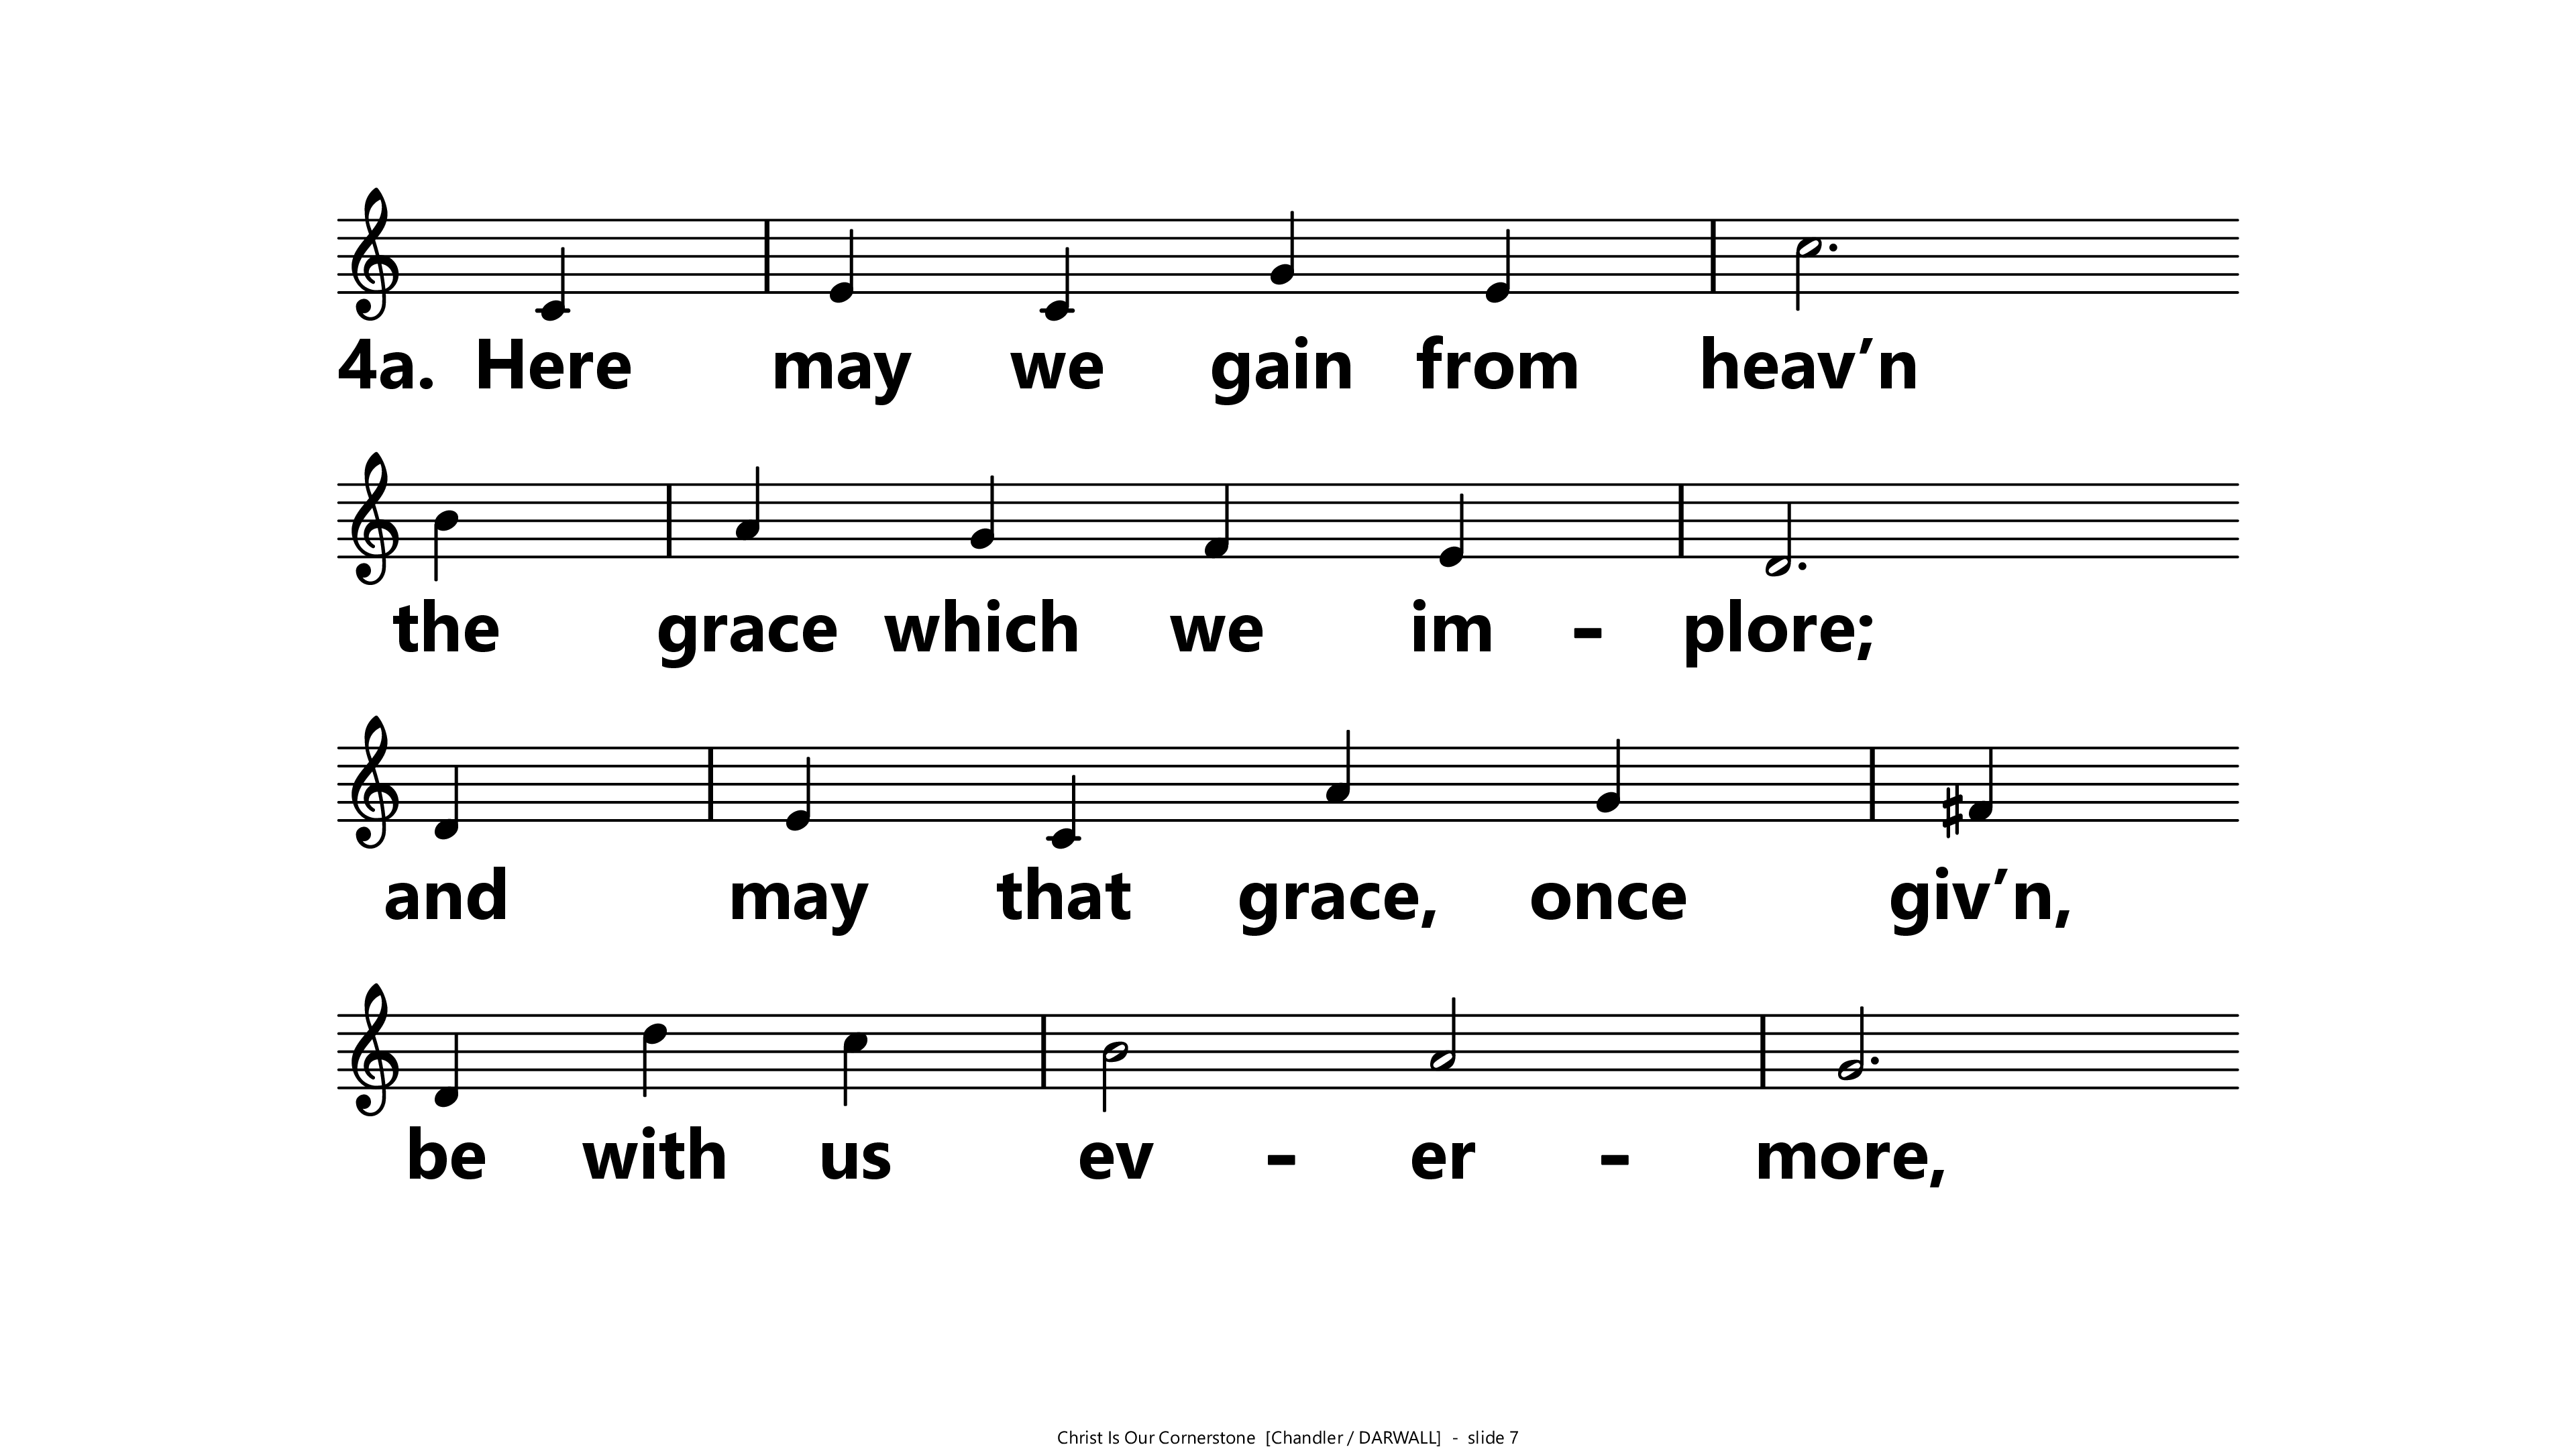 4a. Here may we gain from heav’n
the grace which we im - plore;
and may that grace, once giv’n,
be with us ev - er - more,
Christ Is Our Cornerstone [Chandler / DARWALL] - slide 7